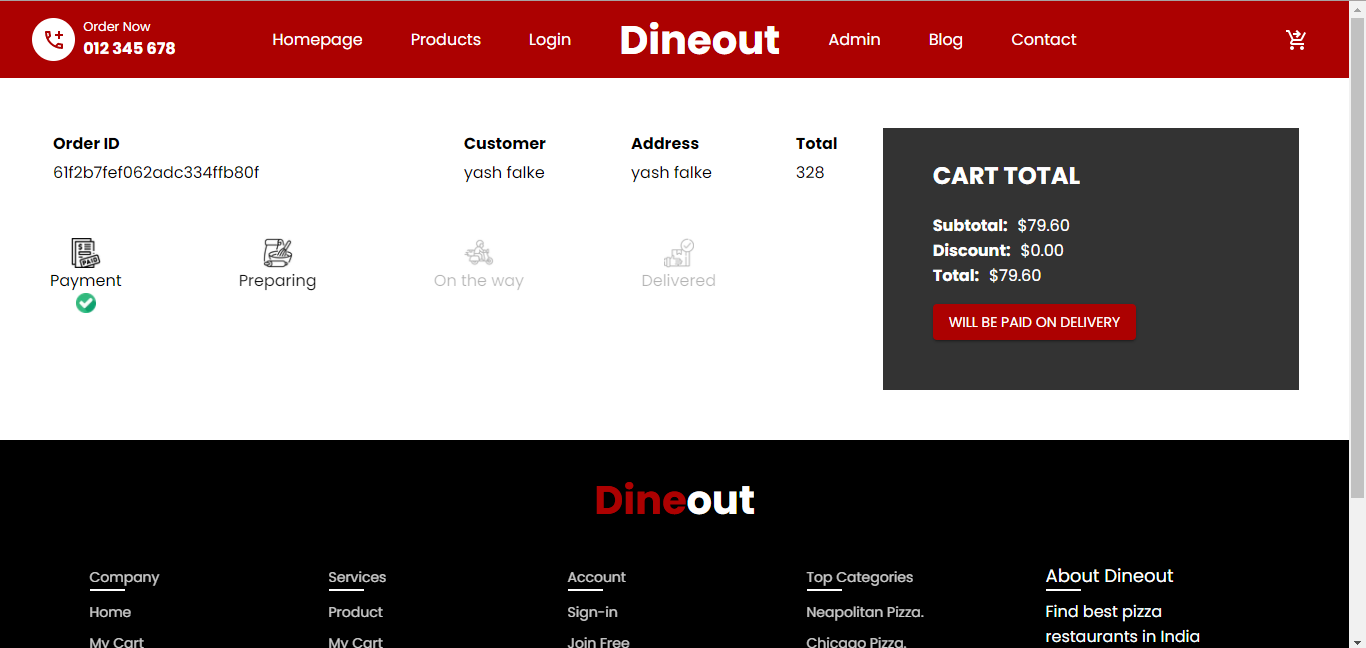 Order Now
012 345 678
Homepage
Products
Login
Dineout
Admin
Blog
Contact
Order ID
Customer
Address
Total
61f2b7fef062adc334ffb80f
yash falke
yash falke
328
PAID
Payment
Preparing
On the way
Delivered
CART TOTAL
Subtotal: $79.60
Discount: $0.00
Total: $79.60
WILL BE PAID ON DELIVERY
Dineout
Company
Services
Account
Top Categories
About Dineout
Home
Product
Sign-in
Neapolitan Pizza.
Find best pizza
restaurants in India
My Cart
My Cart
Join Free
Chicago Pizza.